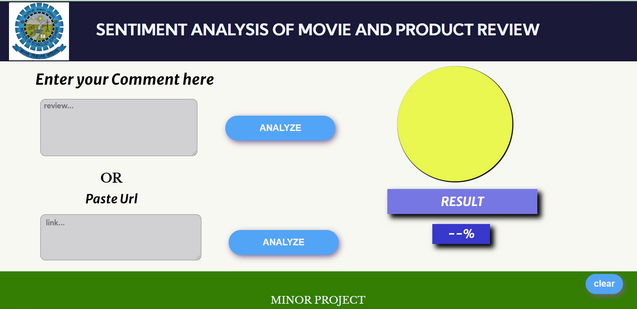 SENTIMENT ANALYSIS OF MOVIE AND PRODUCT REVIEW
Enter your Comment here
review...
ANALYZE
OR
Paste Url
link...
ANALYZE
RESULT
--%
clear
MINOR PROJECT